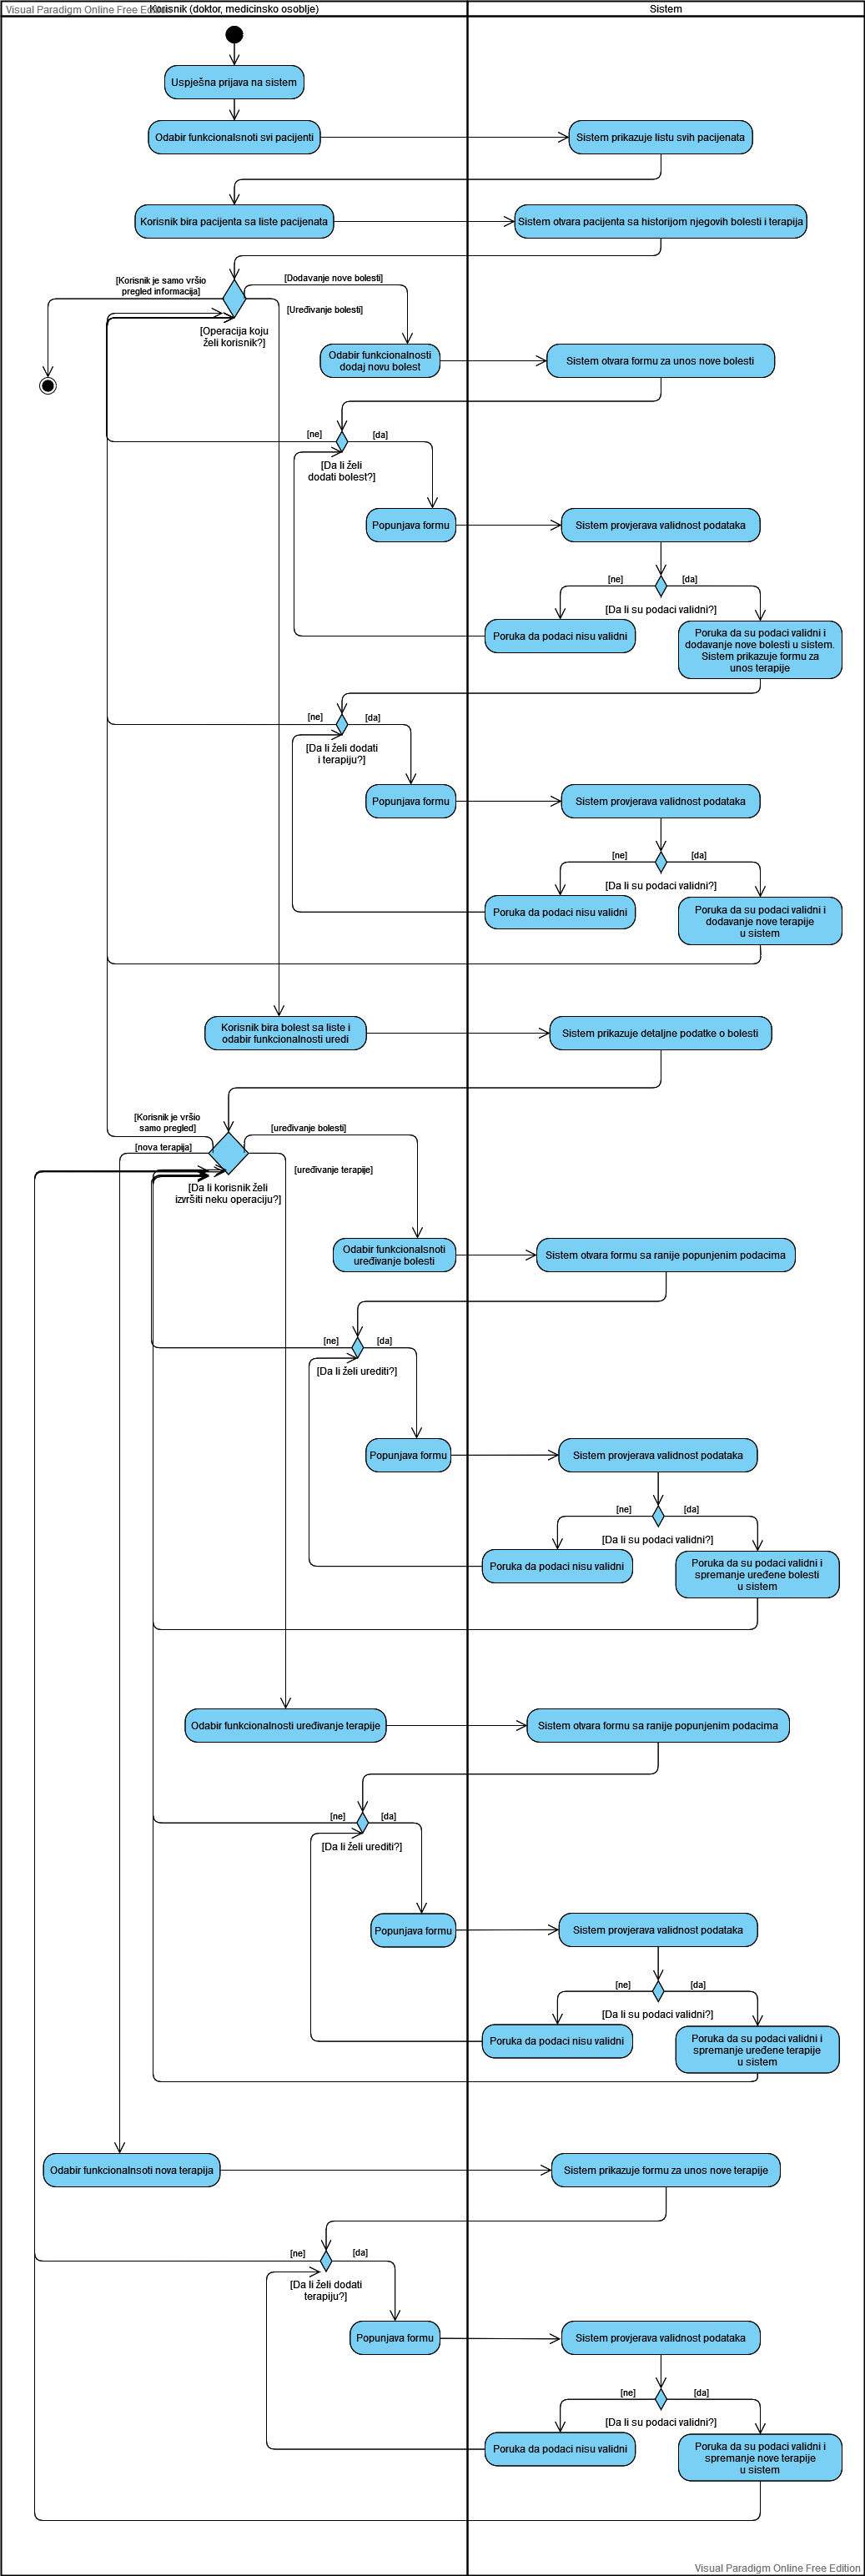 Visual Paradigm Online Free Edition
Korisnik (doktor, medicinsko osoblje)
Sistem
Uspješna prijava na sistem
Odabir funkcionalsnoti svi pacijenti
Sistem prikazuje listu svih pacijenata
Korisnik bira pacijenta sa liste pacijenata
Sistem otvara pacijenta sa historijom njegovih bolesti i terapija
[Korisnik je samo vršio
pregled informacija]
[Dodavanje nove bolesti]
[Uređivanje bolesti]
[Operacija koju
želi korisnik?]
Odabir funkcionalnosti
dodaj novu bolest
Sistem otvara formu za unos nove bolesti
[ne]
[da]
[Da li želi
dodati bolest?]
Popunjava formu
Sistem provjerava validnost podataka
[ne]
[da]
[Da li su podaci validni?]
Poruka da podaci nisu validni
Poruka da su podaci validni i
dodavanje nove bolesti u sistem.
Sistem prikazuje formu za
unos terapije
[ne]
[da]
[Da li želi dodati
i terapiju?]
Popunjava formu
Sistem provjerava validnost podataka
[ne]
[da]
[Da li su podaci validni?]
Poruka da podaci nisu validni
Poruka da su podaci validni i
dodavanje nove terapije
u sistem
Korisnik bira bolest sa liste i
odabir funkcionalnosti uredi
Sistem prikazuje detaljne podatke o bolesti
[Korisnik je vršio
samo pregled]
[uređivanje bolesti]
[nova terapija]
[uređivanje terapije]
[Da li korisnik želi
izvršiti neku operaciju?]
Odabir funkcionalsnoti
uređivanje bolesti
Sistem otvara formu sa ranije popunjenim podacima
[ne]
[da]
[Da li želi urediti?]
Popunjava formu
Sistem provjerava validnost podataka
[ne]
[da]
[Da li su podaci validni?]
Poruka da podaci nisu validni
Poruka da su podaci validni i
spremanje uređene bolesti
u sistem
Odabir funkcionalnosti uređivanje terapije
Sistem otvara formu sa ranije popunjenim podacima
[ne]
[da]
[Da li želi urediti?]
Popunjava formu
Sistem provjerava validnost podataka
[ne]
[da]
[Da li su podaci validni?]
Poruka da podaci nisu validni
Poruka da su podaci validni i
spremanje uređene terapije
u sistem
Odabir funkcionalnsoti nova terapija
Sistem prikazuje formu za unos nove terapije
[ne]
[da]
[Da li želi dodati
terapiju?]
Popunjava formu
Sistem provjerava validnost podataka
[ne]
[da]
[Da li su podaci validni?]
Poruka da podaci nisu validni
Poruka da su podaci validni i
spremanje nove terapije
u sistem
Visual Paradigm Online Free Edition